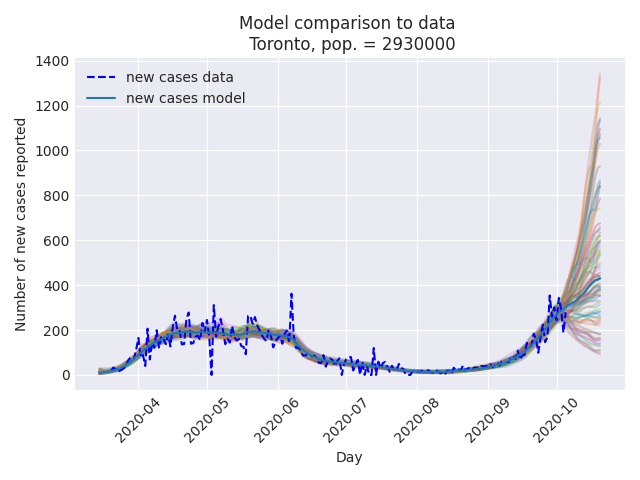 Model comparison to data
Toronto, pop. = 2930000
new cases data
new cases model
Number of new cases reported
1400
1200
1000
800
600
400
200
0
2020-04
2020-05
2020-06
2020-07
2020-08
2020-09
2020-10
Day